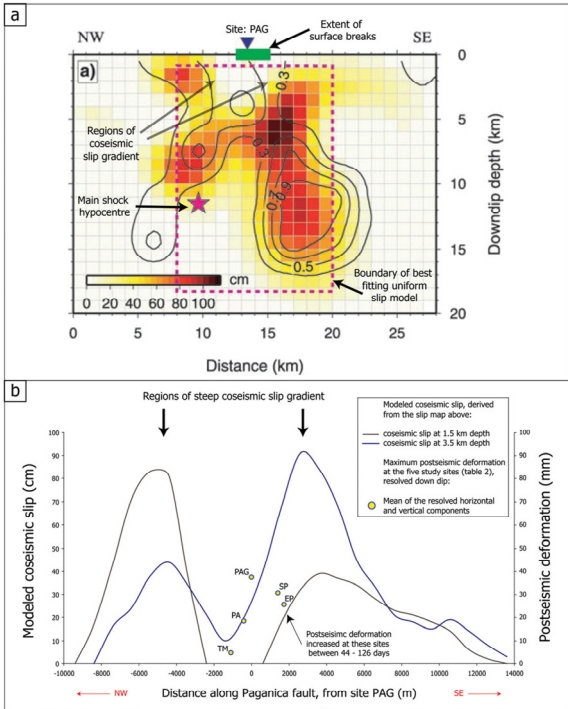 a
NW
Site: PAG
Extent of
surface breaks
SE
a)
0.3
Regions of
coseismic
slip gradient
0.3
Main shock
hypocentre
0.7
0.9
0.5
cm
0 20 40 60 80 100
Boundary of best
fitting uniform
slip model
0
5
10
15
20
Downdip depth (km)
0 5 10 15 20 25
Distance (km)
b
Regions of steep coseismic slip gradient
Modeled coseismic slip, derived
from the slip map above:
coseismic slip at 1.5 km depth
coseismic slip at 3.5 km depth
Maximum postseismic deformation
at the five study sites (table 2),
resolved down dip:
Mean of the resolved horizontal
and vertical components
Modeled coseismic slip (cm)
100
90
80
70
60
50
40
30
20
10
0
PAG
SP
EP
PA
TM
Postseisimc deformation
increased at these sites
between 44 - 126 days
100
90
80
70
60
50
40
30
20
10
0
Postseismic deformation (mm)
-10000 -8000 -6000 -4000 -2000 0 2000 4000 6000 8000 10000 12000 14000
NW
Distance along Paganica fault, from site PAG (m)
SE